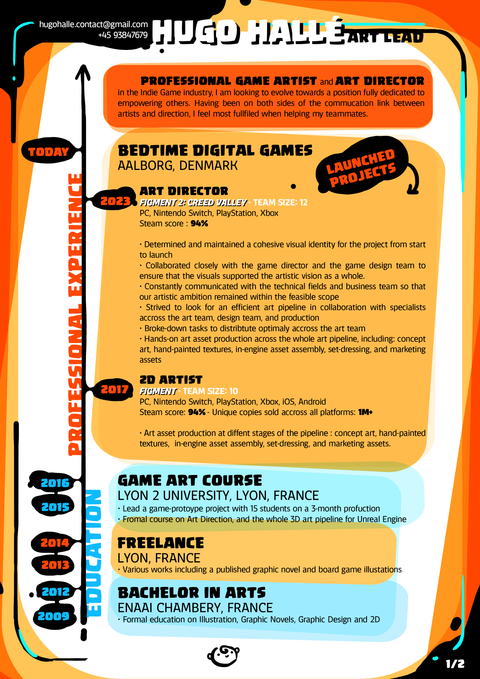 hugohalle.contact@gmail.com
+45 93847679
HUGO HALLÉ
ART LEAD
PROFESSIONAL GAME ARTIST and ART DIRECTOR
in the Indie Game industry, I am looking to evolve towards a position fully dedicated to
empowering others. Having been on both sides of the commucation link between
artists and direction, I feel most fullfiled when helping my teammates.
TODAY
BEDTIME DIGITAL GAMES
AALBORG, DENMARK
LAUNCHED
PROJECTS
PROFESSIONAL EXPERIENCE
2023
ART DIRECTOR
FIGMENT 2: CREED VALLEY - TEAM SIZE: 12
PC, Nintendo Switch, PlayStation, Xbox
Steam score : 94%
• Determined and maintained a cohesive visual identity for the project from start
to launch
• Collaborated closely with the game director and the game design team to
ensure that the visuals supported the artistic vision as a whole.
• Constantly communicated with the technical fields and business team so that
our artistic ambition remained within the feasible scope
• Strived to look for an efficient art pipeline in collaboration with specialists
accross the art team, design team, and production
• Broke-down tasks to distribtute optimaly accross the art team
• Hands-on art asset production across the whole art pipeline, including: concept
art, hand-painted textures, in-engine asset assembly, set-dressing, and marketing
assets
2017
2D ARTIST
FIGMENT - TEAM SIZE: 10
PC, Nintendo Switch, PlayStation, Xbox, iOS, Android
Steam score: 94% - Unique copies sold accross all platforms: 1M+
• Art asset production at diffent stages of the pipeline : concept art, hand-painted
textures, in-engine asset assembly, set-dressing, and marketing assets.
EDUCATION
2016
2015
GAME ART COURSE
LYON 2 UNIVERSITY, LYON, FRANCE
• Lead a game-protoype project with 15 students on a 3-month profuction
• Fromal course on Art Direction, and the whole 3D art pipeline for Unreal Engine
2014
2013
FREELANCE
LYON, FRANCE
• Various works including a published graphic novel and board game illustations
2012
2009
BACHELOR IN ARTS
ENAAI CHAMBERY, FRANCE
• Formal education on Illustration, Graphic Novels, Graphic Design and 2D
1/2